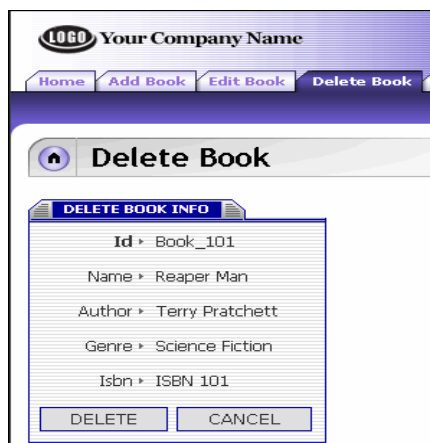 LOGO Your Company Name
Home Add Book Edit Book Delete Book
Delete Book
DELETE BOOK INFO
Id Book_101
Name Reaper Man
Author Terry Pratchett
Genre Science Fiction
Isbn ISBN 101
DELETE CANCEL